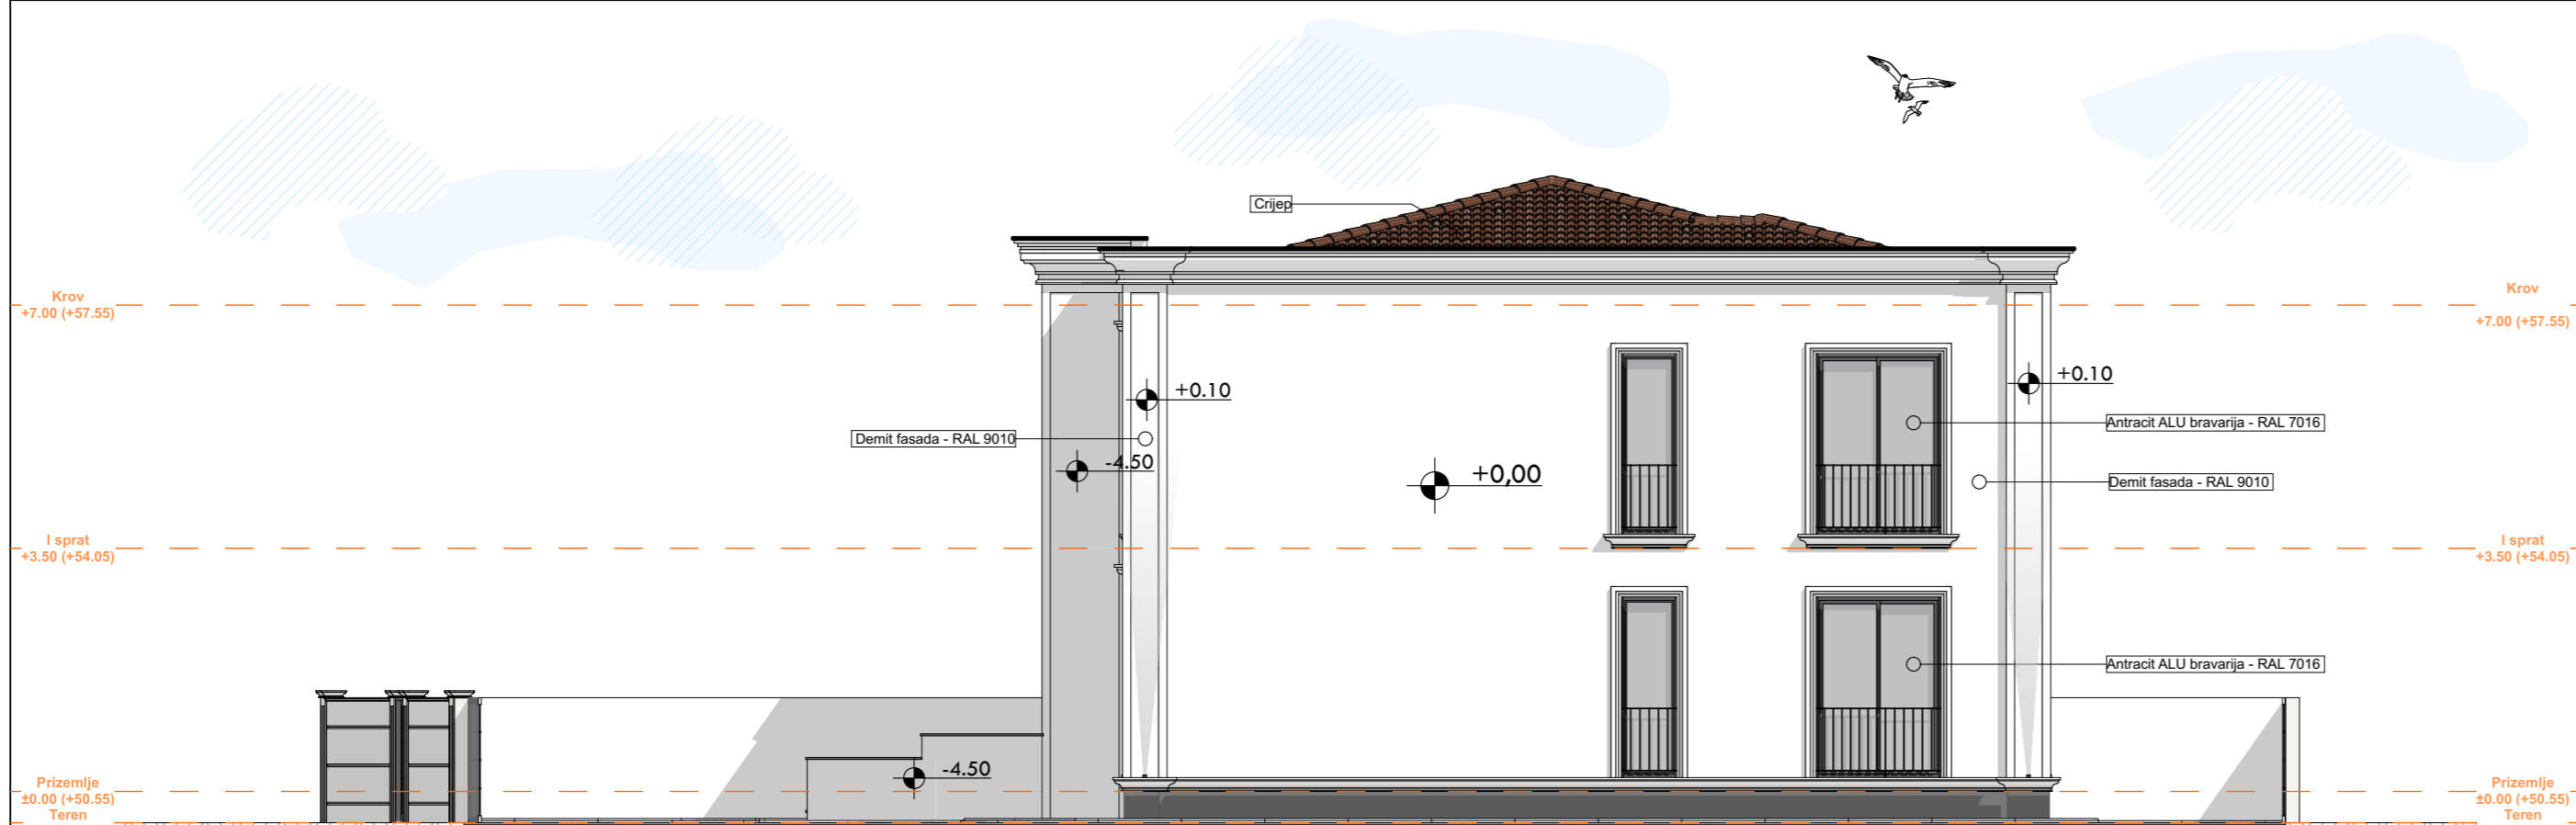 Crijep
Krov
+7.00 (+57.55)
Krov
+7.00 (+57.55)
+0.10
+0.10
Demit fasada - RAL 9010
Antracit ALU bravarija - RAL 7016
-4.50
+0,00
Demit fasada - RAL 9010
I sprat
+3.50 (+54.05)
I sprat
+3.50 (+54.05)
Antracit ALU bravarija - RAL 7016
-4.50
Prizemlje
±0.00 (+50.55)
Teren
Prizemlje
±0.00 (+50.55)
Teren